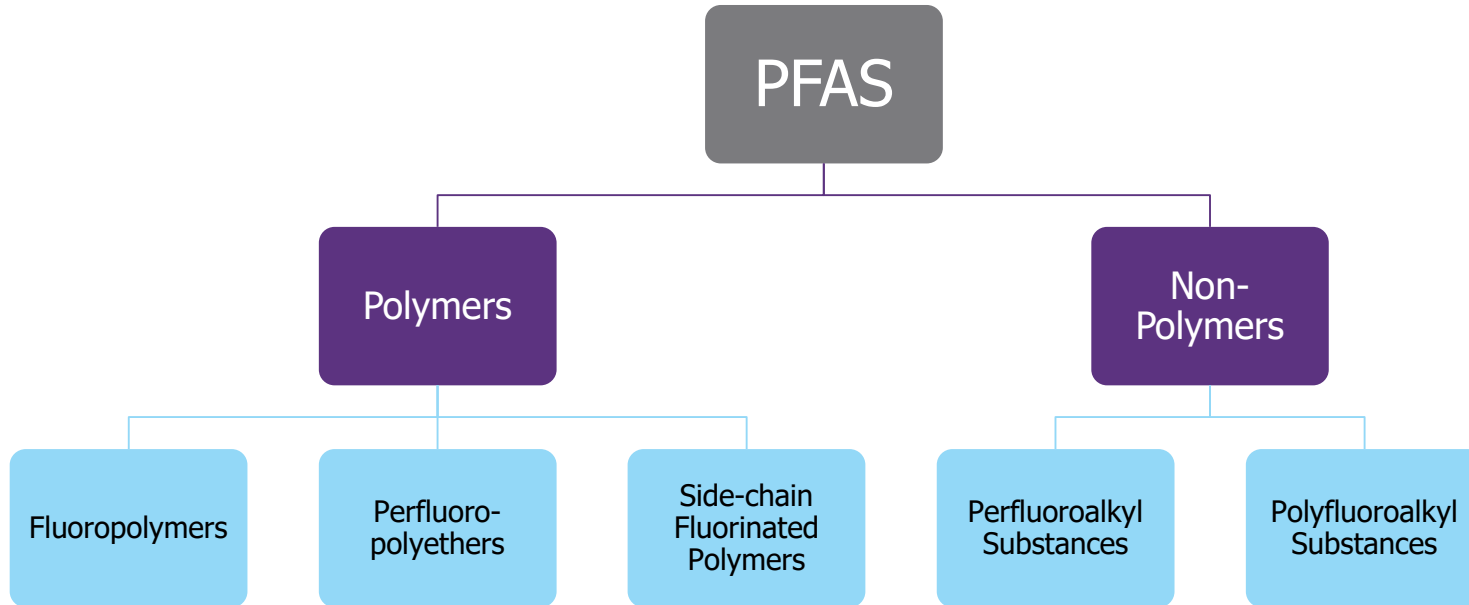 PFAS
Polymers
Non-
Polymers
Fluoropolymers
Perfluoro-
polyethers
Side-chain
Fluorinated
Polymers
Perfluoroalkyl
Substances
Polyfluoroalkyl
Substances